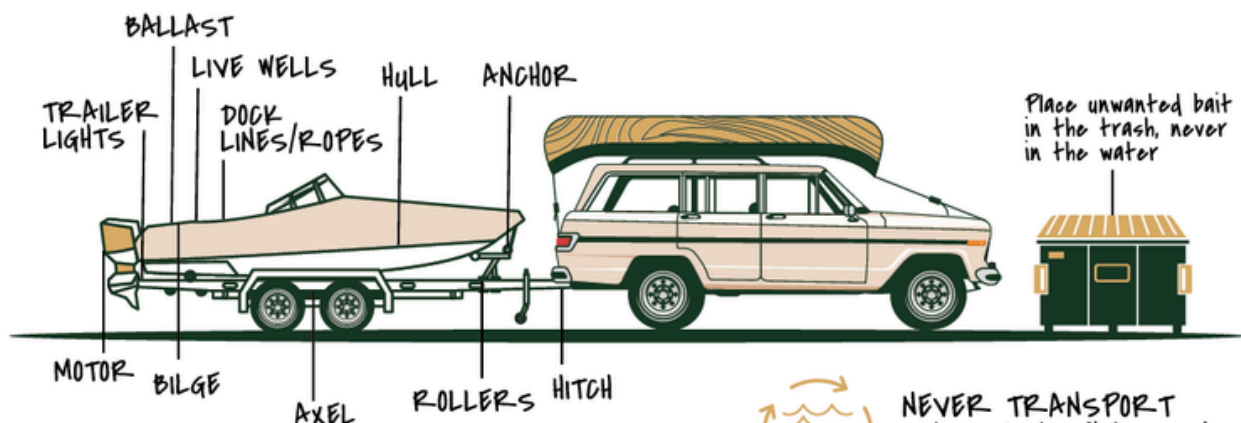 BALLAST
LIVE WELLS
HULL
ANCHOR
TRAILER
LIGHTS
DOCK
LINES/ROPES
Place unwanted bait
in the trash, never
in the water
MOTOR
BILGE
AXEL
ROLLERS
HITCH
NEVER TRANSPORT